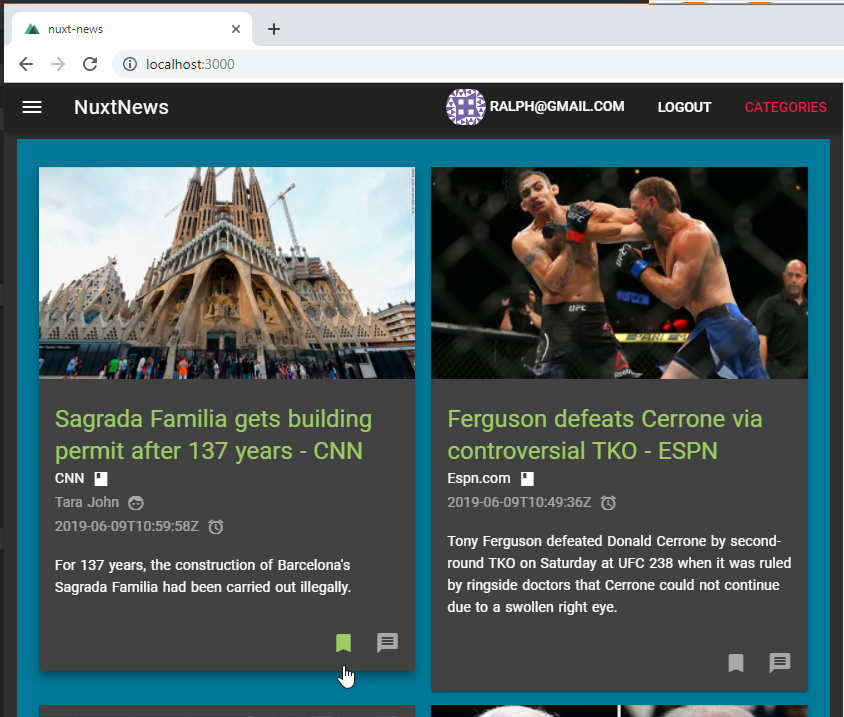 nuxt-news
localhost:3000
NuxtNews
RALPH@GMAIL.COM
LOGOUT
CATEGORIES
Sagrada Familia gets building
permit after 137 years - CNN
CNN
Tara John
2019-06-09T10:59:58Z
For 137 years, the construction of Barcelona's
Sagrada Familia had been carried out illegally.
UFC
UFC
Ferguson defeats Cerrone via
controversial TKO - ESPN
Espn.com
2019-06-09T10:49:36Z
Tony Ferguson defeated Donald Cerrone by second-
round TKO on Saturday at UFC 238 when it was ruled
by ringside doctors that Cerrone could not continue
due to a swollen right eye.